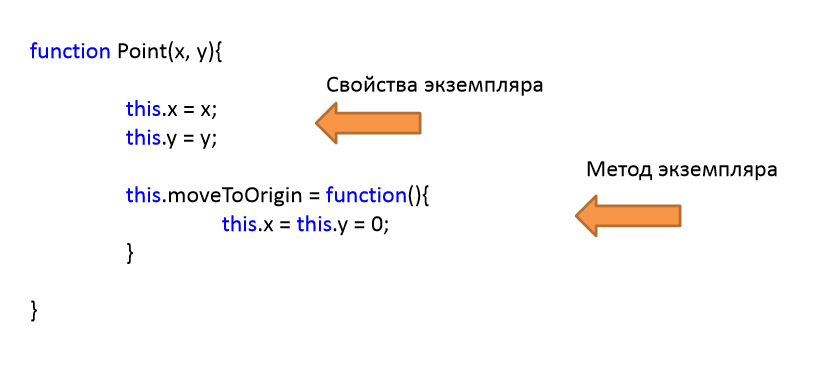 function Point(x, y){
Свойства экземпляра
this.x = x;
this.y = y;
Метод экземпляра
this.moveToOrigin = function(){
this.x = this.y = 0;
}
}